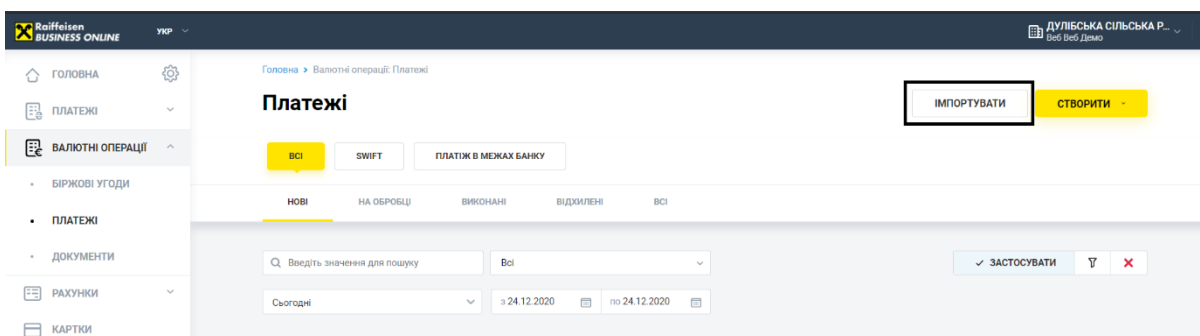 Raiffeisen
BUSINESS ONLINE
УКР
ДУЛІБСЬКА СІЛЬСЬКА Р...
Веб Веб Демо
ГОЛОВНА
ПЛАТЕЖІ
ВАЛЮТНІ ОПЕРАЦІЇ
БІРЖОВІ УГОДИ
ПЛАТЕЖІ
ДОКУМЕНТИ
РАХУНКИ
КАРТКИ
Головна > Валютні операції: Платежі
Платежі
ІМПОРТУВАТИ
СТВОРИТИ
ВСІ
SWIFT
ПЛАТІЖ В МЕЖАХ БАНКУ
НОВІ
НА ОБРОБЦІ
ВИКОНАНІ
ВІДХИЛЕНІ
ВСІ
Введіть значення для пошуку
Всі
ЗАСТОСУВАТИ
Сьогодні
з 24.12.2020
по 24.12.2020